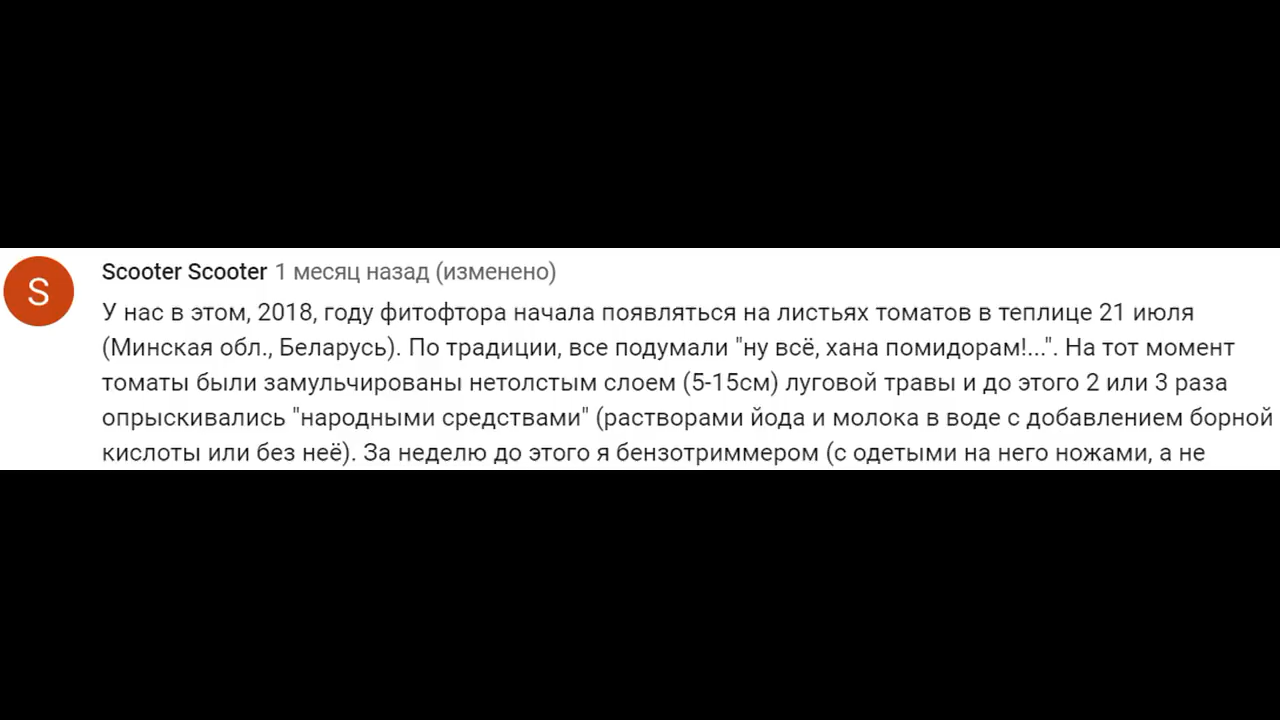 S
Scooter Scooter 1 месяц назад (изменено)
У нас в этом, 2018, году фитофтора начала появляться на листьях томатов в теплице 21 июля
(Минская обл., Беларусь). По традиции, все подумали "ну всё, хана помидорам!...". На тот момент
томаты были замульчированы нетолстым слоем (5-15см) луговой травы и до этого 2 или 3 раза
опрыскивались "народными средствами" (растворами йода и молока в воде с добавлением борной
кислоты или без неё). За неделю до этого я бензотриммером (с одетыми на него ножами, а не